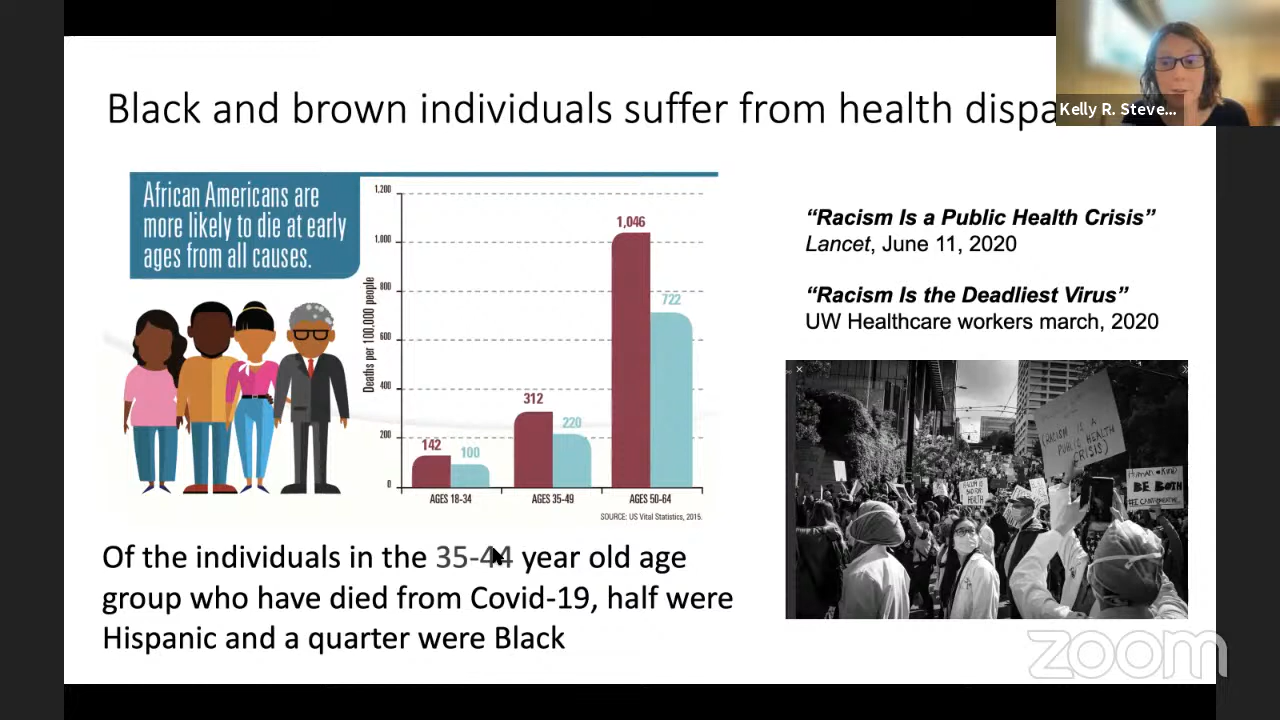 Black and brown individuals suffer from health dispa
Kelly R. Steve...
African Americans are
more likely to die at early
ages from all causes.
Deaths per 100,000 people
1,200
1,000
800
600
400
200
0
142
100
312
220
1,046
722
AGES 18-34
AGES 35-49
AGES 50-64
SOURCE: US Vital Statistics, 2015.
“Racism Is a Public Health Crisis”
Lancet, June 11, 2020
“Racism Is the Deadliest Virus”
UW Healthcare workers march, 2020
RACISM IS A
PUBLIC HEALTH
CRISIS
BE BOTH
Of the individuals in the 35-44 year old age
group who have died from Covid-19, half were
Hispanic and a quarter were Black
zoom